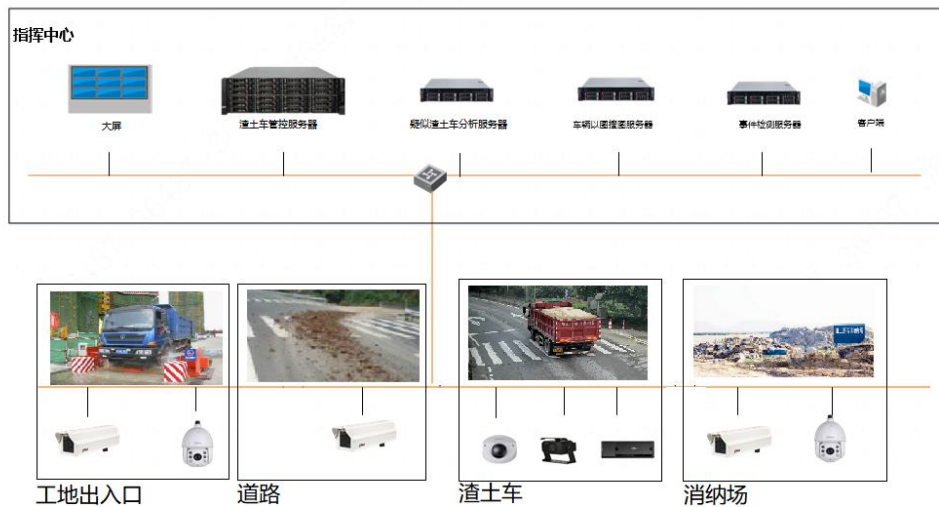 指挥中心
大屏
渣土车管控服务器
疑似渣土车分析服务器
车辆以图搜图服务器
事件检测服务器
客户端
工地出入口
道路
渣土车
消纳场